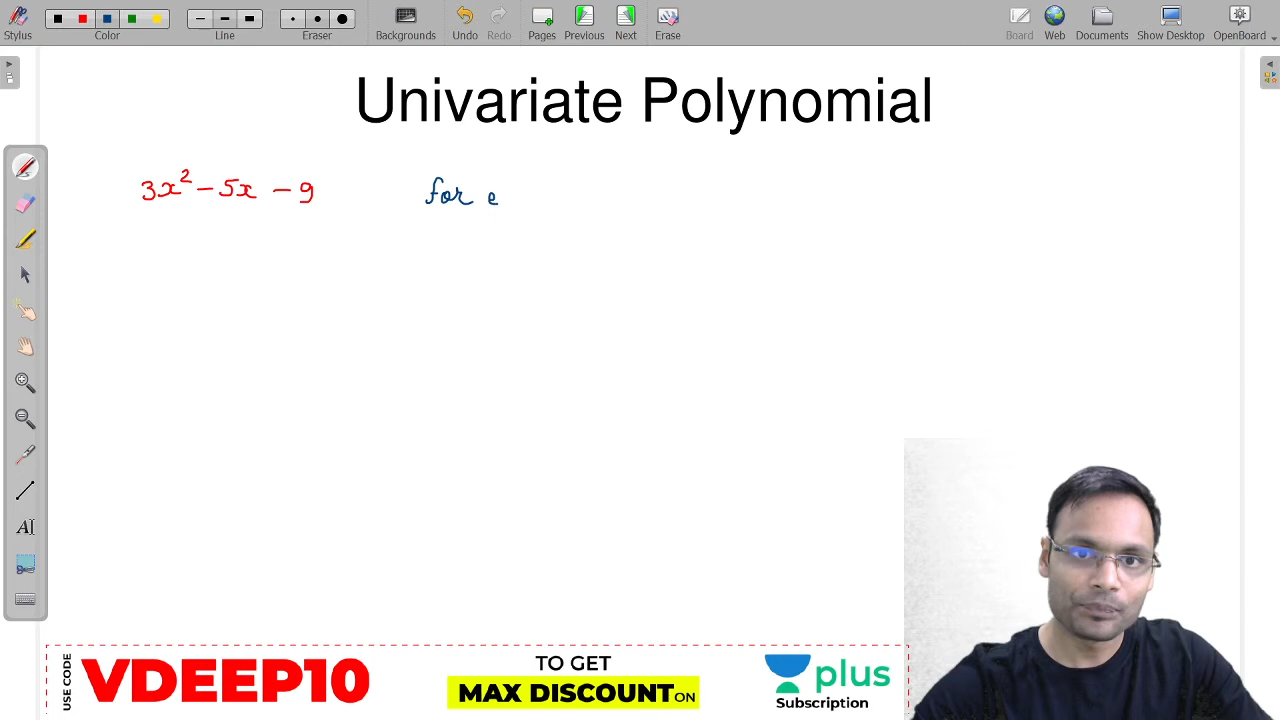 Stylus Color Line Eraser Backgrounds Undo Redo Pages Previous Next Erase Board Web Documents Show Desktop OpenBoard
Univariate Polynomial
3x² - 5x - 9 for e
AI
USE CODE
VDEEP10
TO GET
MAX DISCOUNT ON
plus
Subscription